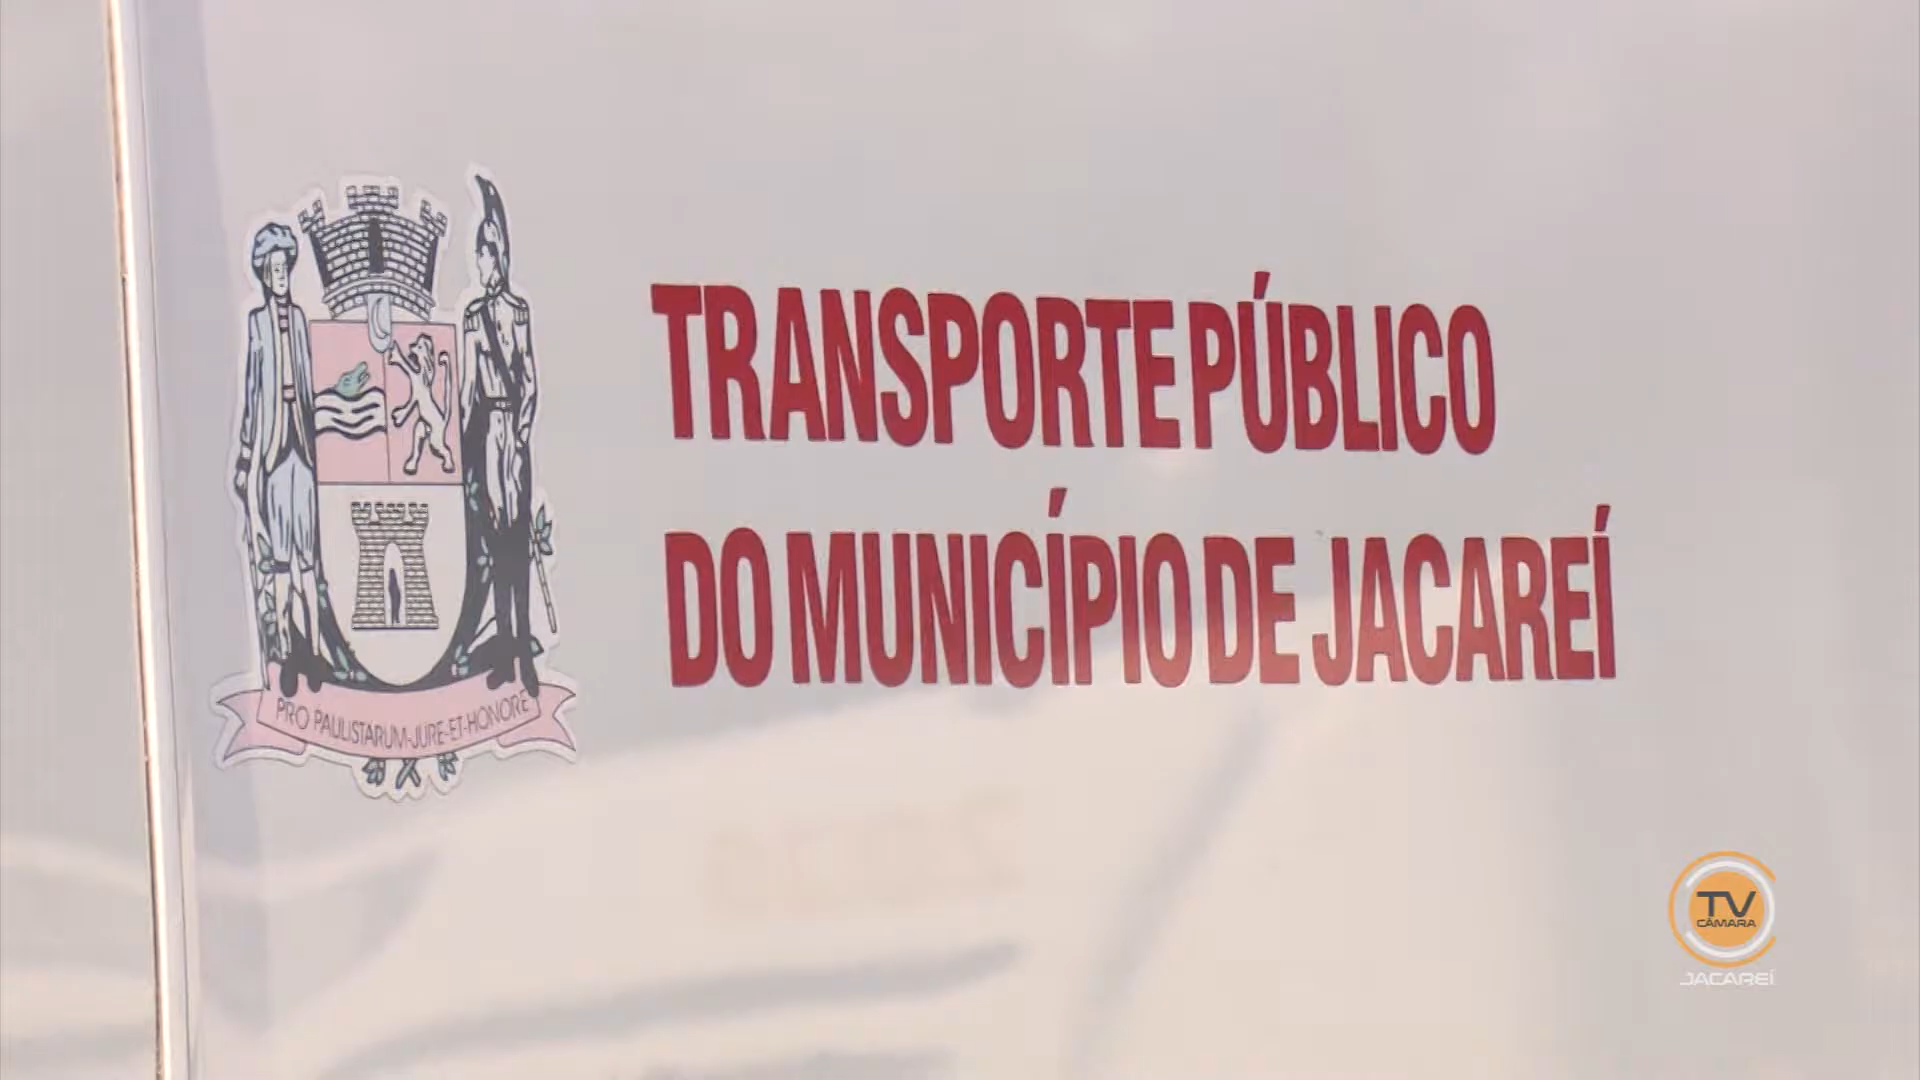 TRANSPORTE PÚBLICO
DO MUNICÍPIO DE JACAREÍ
PRO PAULISTARUM-JURE-ET-HONORE
TV
CÂMARA
JACAREÍ